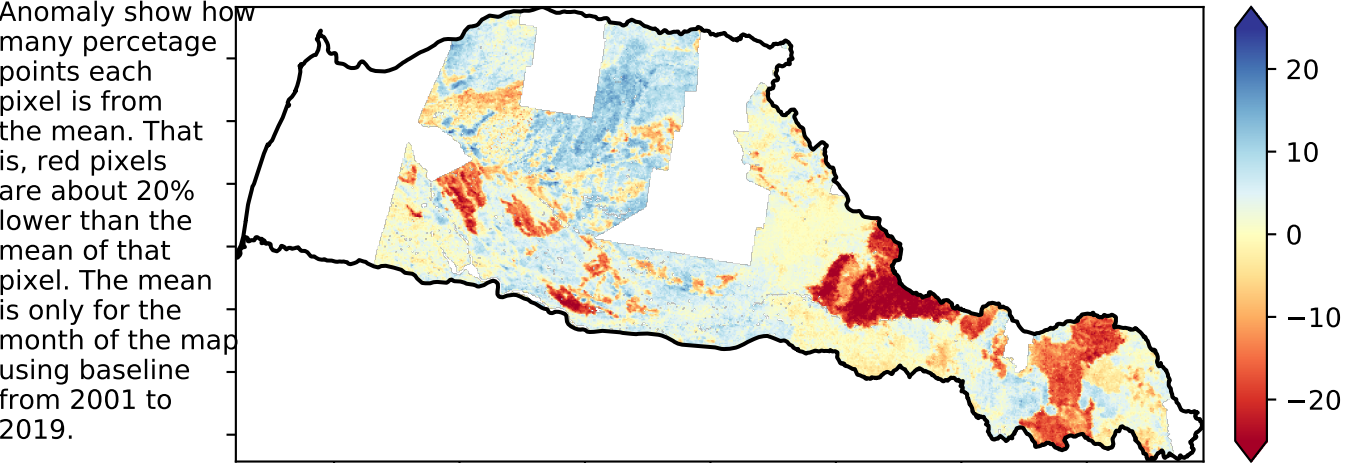 Anomaly show how
many percetage
points each
pixel is from
the mean. That
is, red pixels
are about 20%
lower than the
mean of that
pixel. The mean
is only for the
month of the map
using baseline
from 2001 to
2019.
20
10
0
−10
−20